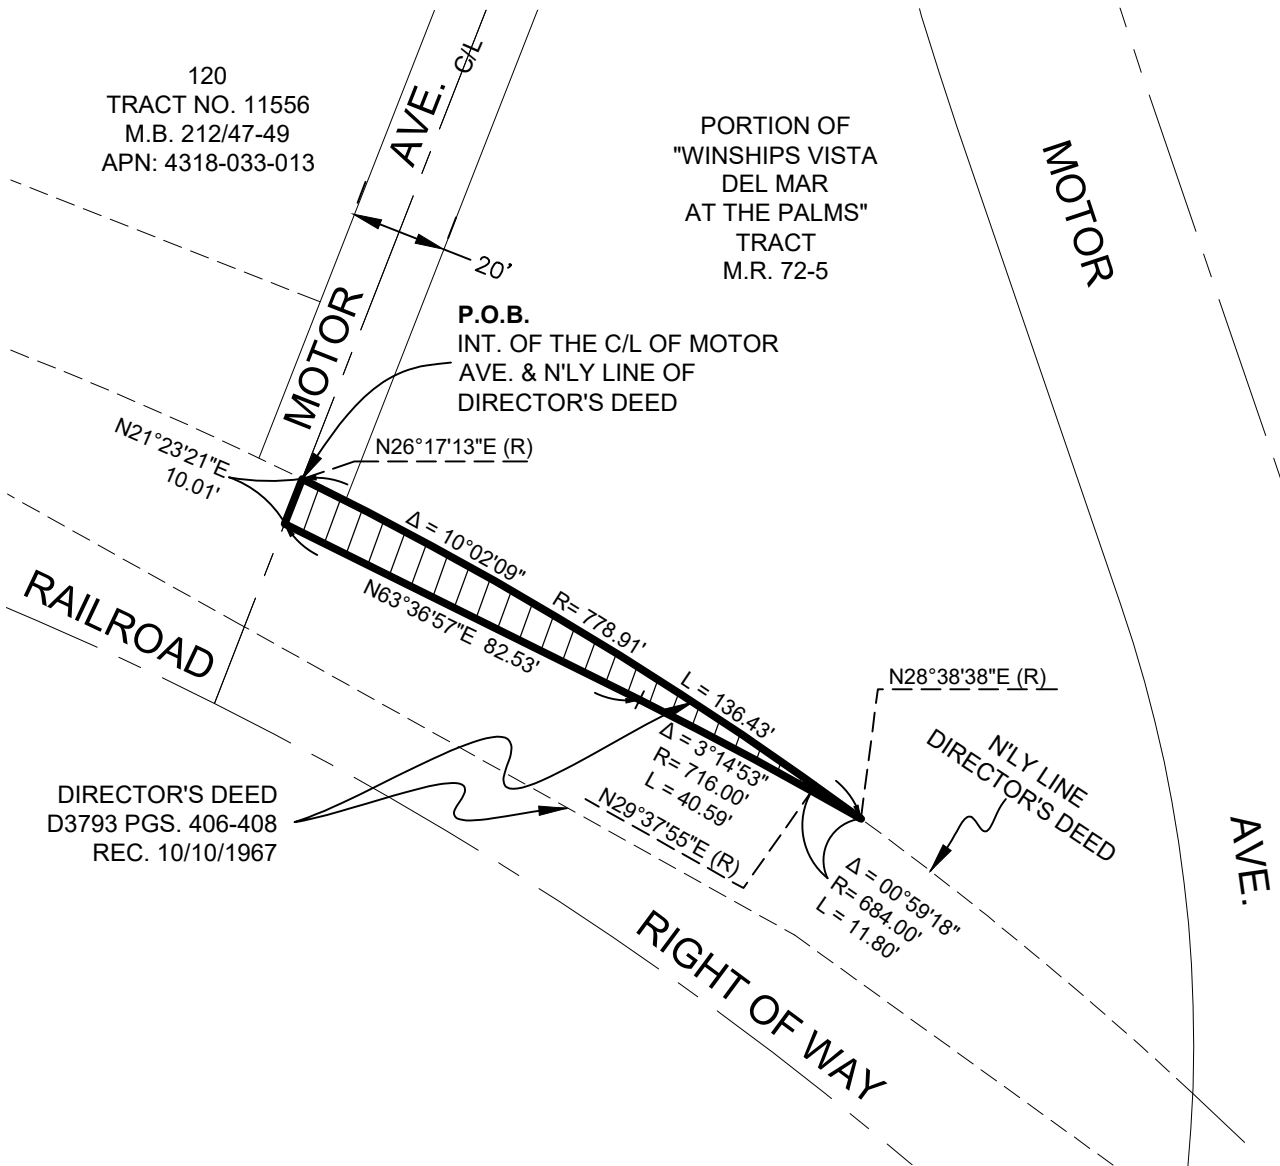 120
TRACT NO. 11556
M.B. 212/47-49
APN: 4318-033-013
MOTOR AVE. C/L
20'
PORTION OF
"WINSHIPS VISTA
DEL MAR
AT THE PALMS"
TRACT
M.R. 72-5
MOTOR
AVE.
P.O.B.
INT. OF THE C/L OF MOTOR
AVE. & N'LY LINE OF
DIRECTOR'S DEED
N26°17'13"E (R)
N21°23'21"E
10.01'
Δ = 10°02'09" R= 778.91' L = 136.43'
N63°36'57"E 82.53'
RAILROAD
RIGHT OF WAY
N28°38'38"E (R)
N'LY LINE
DIRECTOR'S DEED
Δ = 3°14'53"
R= 716.00'
L = 40.59'
N29°37'55"E (R)
Δ = 00°59'18"
R= 684.00'
L = 11.80'
DIRECTOR'S DEED
D3793 PGS. 406-408
REC. 10/10/1967